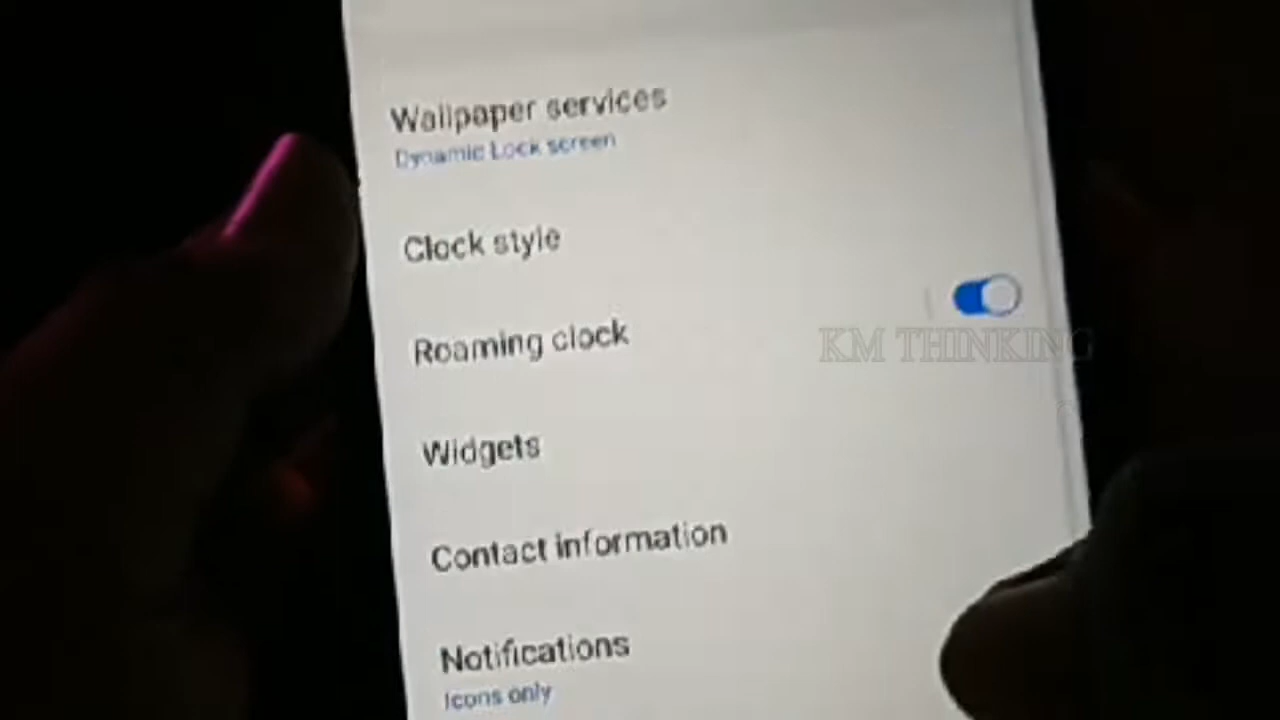 Wallpaper services
Dynamic Lock screen
Clock style
Roaming clock
KM THINKING
Widgets
Contact information
Notifications
Icons only